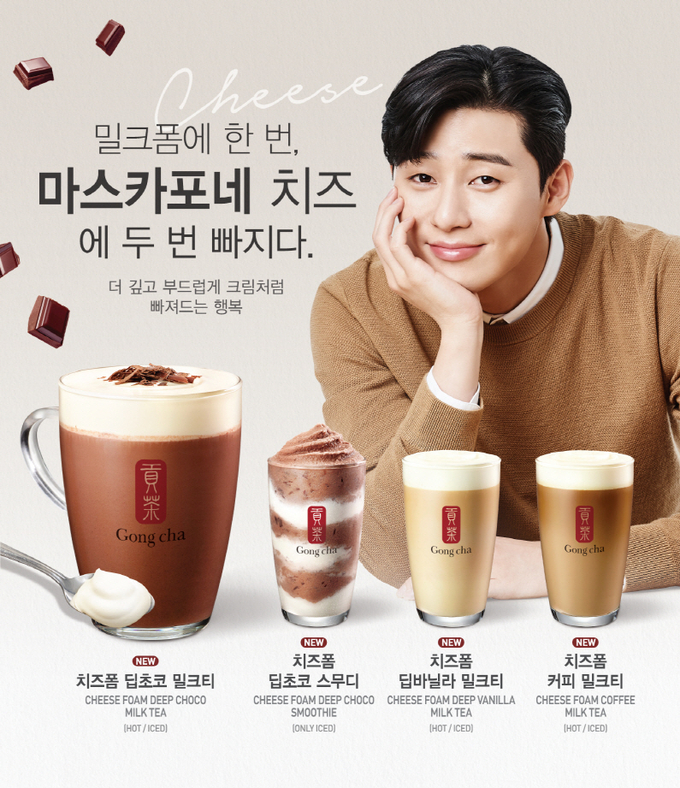 Cheese
밀크폼에 한 번,
마스카포네 치즈
에 두 번 빠지다.
더 깊고 부드럽게 크림처럼
빠져드는 행복
貢茶
Gong cha
貢茶
Gong cha
貢茶
Gong cha
貢茶
Gong cha
NEW
치즈폼 딥초코 밀크티
CHEESE FOAM DEEP CHOCO
MILK TEA
(HOT / ICED)
NEW
치즈폼
딥초코 스무디
CHEESE FOAM DEEP CHOCO
SMOOTHIE
(ONLY ICED)
NEW
치즈폼
딥바닐라 밀크티
CHEESE FOAM DEEP VANILLA
MILK TEA
(HOT / ICED)
NEW
치즈폼
커피 밀크티
CHEESE FOAM COFFEE
MILK TEA
(HOT / ICED)